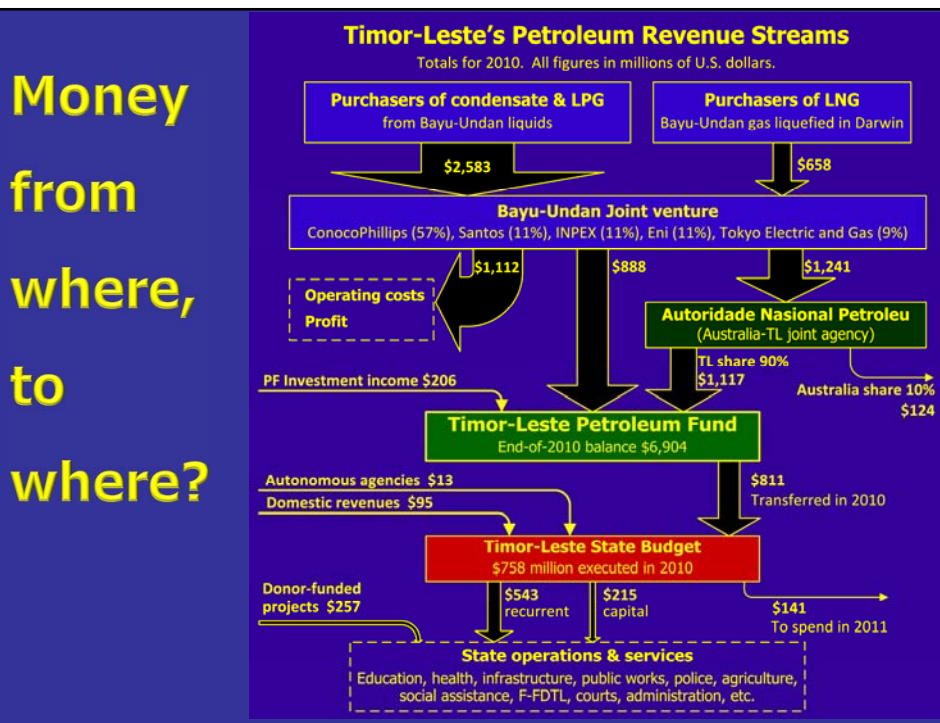 Money
from
where,
to
where?
Timor-Leste's Petroleum Revenue Streams
Totals for 2010. All figures in millions of U.S. dollars.
Purchasers of condensate & LPG
from Bayu-Undan liquids
Purchasers of LNG
Bayu-Undan gas liquefied in Darwin
$2,583
$658
Bayu-Undan Joint venture
ConocoPhillips (57%), Santos (11%), INPEX (11%), Eni (11%), Tokyo Electric and Gas (9%)
$1,112
$888
$1,241
Operating costs
Profit
Autoridade Nasional Petroleu
(Australia-TL joint agency)
TL share 90%
$1,117
Australia share 10%
$124
PF Investment income $206
Timor-Leste Petroleum Fund
End-of-2010 balance $6,904
Autonomous agencies $13
Domestic revenues $95
$811
Transferred in 2010
Timor-Leste State Budget
$758 million executed in 2010
Donor-funded
projects $257
$543
recurrent
$215
capital
$141
To spend in 2011
State operations & services
Education, health, infrastructure, public works, police, agriculture,
social assistance, F-FDTL, courts, administration, etc.